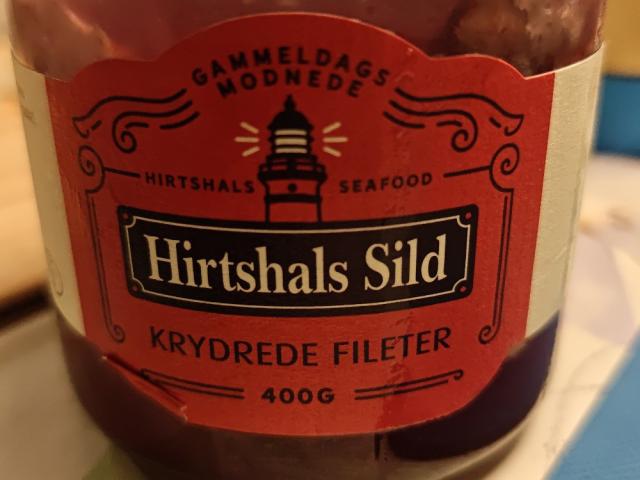 GAMMELDAGS
MODNEDE
HIRTSHALS SEAFOOD
Hirtshals Sild
KRYDREDE FILETER
400G